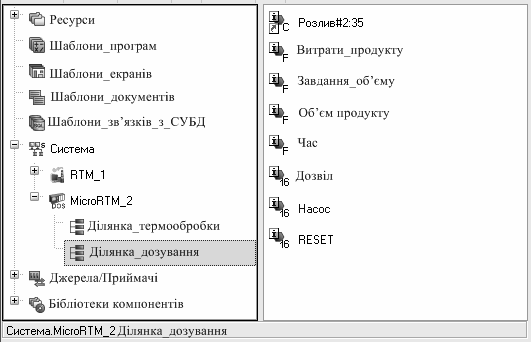 Ресурси
Шаблони_програм
Шаблони_екранів
Шаблони_документів
Шаблони_зв’язків_з_СУБД
Система
RTM_1
MicroRTM_2
Ділянка_термообробки
Ділянка_дозування
Джерела/Приймачі
Бібліотеки компонентів
Розлив#2:35
Витрати_продукту
Завдання_об’єму
Об’єм продукту
Час
Дозвіл
Насос
RESET
Система.MicroRTM_2 Ділянка_дозування